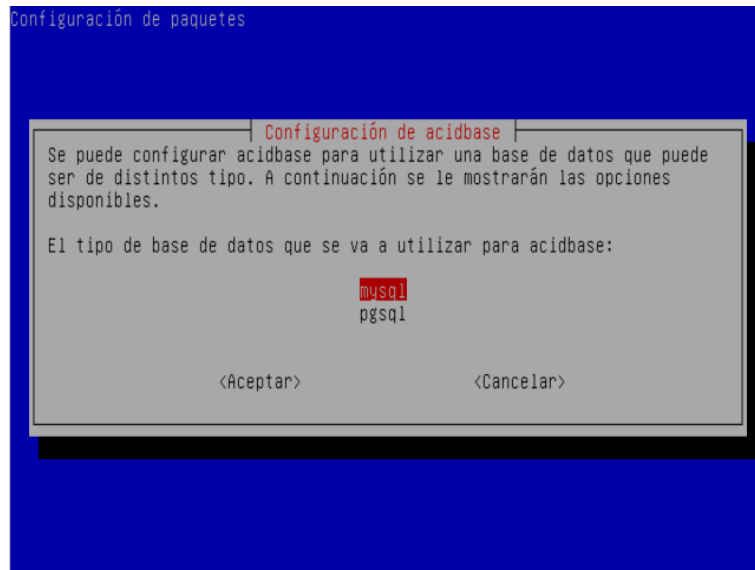 Configuración de paquetes
Configuración de acidbase
Se puede configurar acidbase para utilizar una base de datos que puede
ser de distintos tipo. A continuación se le mostrarán las opciones
disponibles.
El tipo de base de datos que se va a utilizar para acidbase:
mysql
pgsql
<Aceptar> <Cancelar>